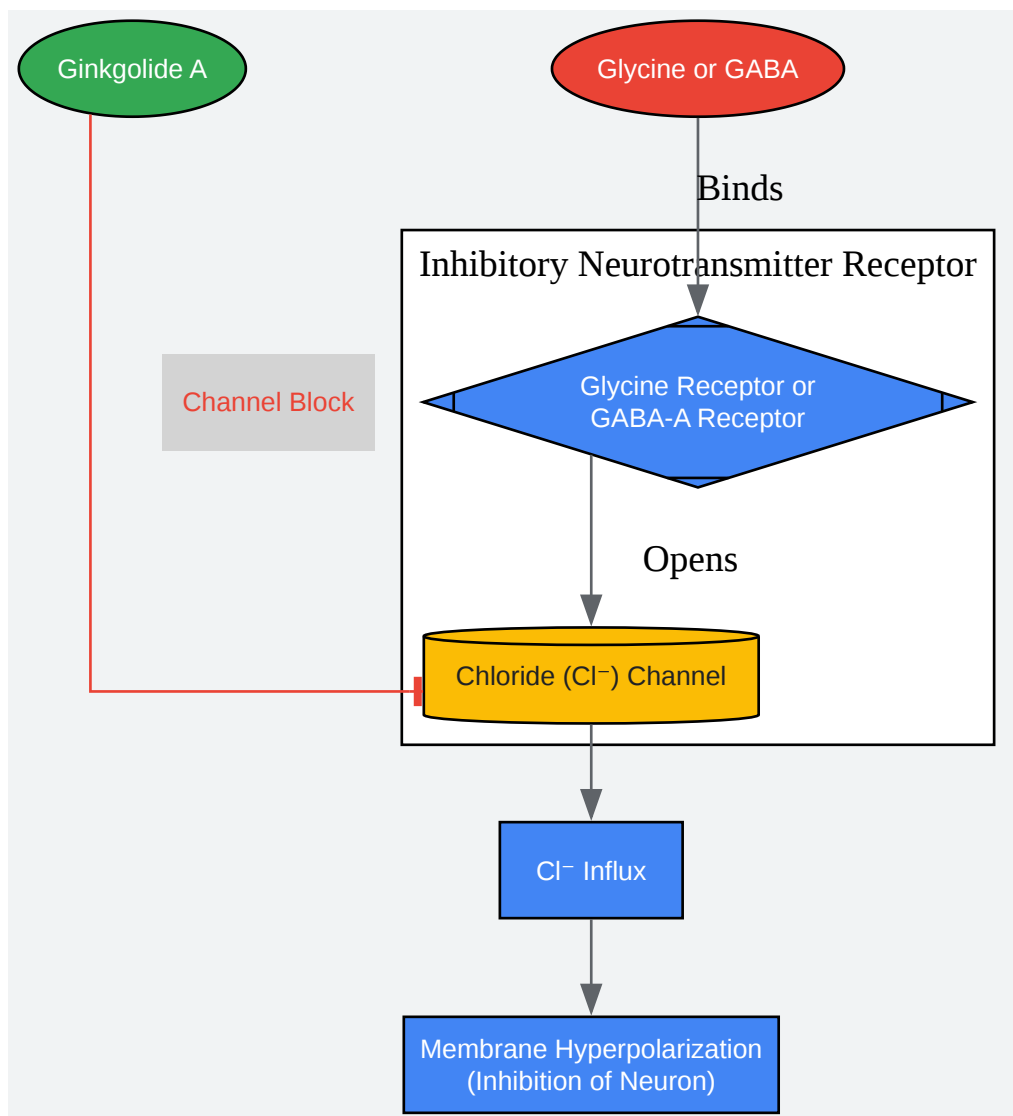 Ginkgolide A
Glycine or GABA
Binds
Inhibitory Neurotransmitter Receptor
Glycine Receptor or
GABA-A Receptor
Channel Block
Opens
Chloride (Cl⁻) Channel
Cl⁻ Influx
Membrane Hyperpolarization
(Inhibition of Neuron)